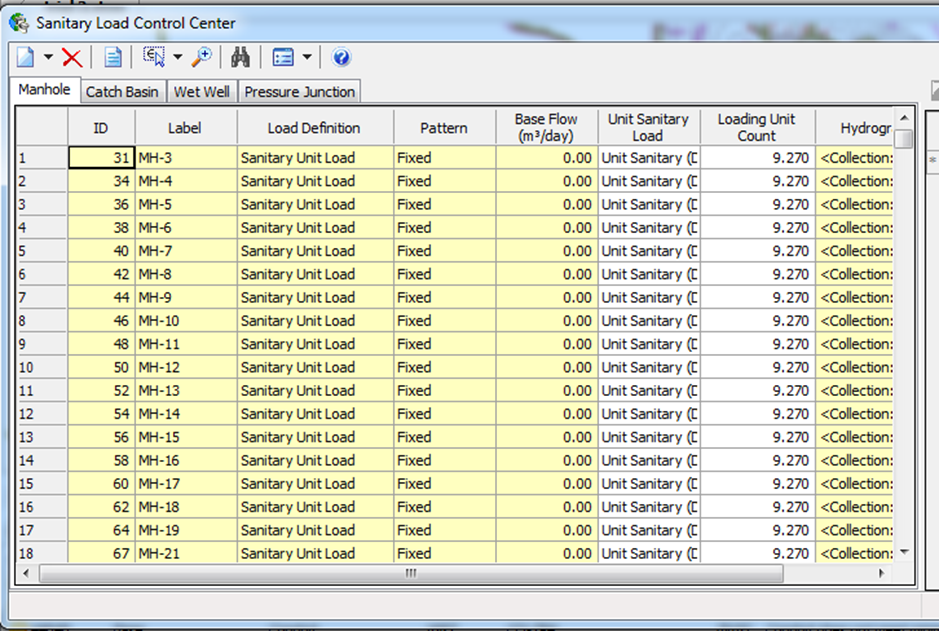 Sanitary Load Control Center
Manhole Catch Basin Wet Well Pressure Junction
ID Label Load Definition Pattern Base Flow (m³/day) Unit Sanitary Load Loading Unit Count Hydrogr
1 31 MH-3 Sanitary Unit Load Fixed 0.00 Unit Sanitary (D 9.270 <Collection:
2 34 MH-4 Sanitary Unit Load Fixed 0.00 Unit Sanitary (D 9.270 <Collection:
3 36 MH-5 Sanitary Unit Load Fixed 0.00 Unit Sanitary (D 9.270 <Collection:
4 38 MH-6 Sanitary Unit Load Fixed 0.00 Unit Sanitary (D 9.270 <Collection:
5 40 MH-7 Sanitary Unit Load Fixed 0.00 Unit Sanitary (D 9.270 <Collection:
6 42 MH-8 Sanitary Unit Load Fixed 0.00 Unit Sanitary (D 9.270 <Collection:
7 44 MH-9 Sanitary Unit Load Fixed 0.00 Unit Sanitary (D 9.270 <Collection:
8 46 MH-10 Sanitary Unit Load Fixed 0.00 Unit Sanitary (D 9.270 <Collection:
9 48 MH-11 Sanitary Unit Load Fixed 0.00 Unit Sanitary (D 9.270 <Collection:
10 50 MH-12 Sanitary Unit Load Fixed 0.00 Unit Sanitary (D 9.270 <Collection:
11 52 MH-13 Sanitary Unit Load Fixed 0.00 Unit Sanitary (D 9.270 <Collection:
12 54 MH-14 Sanitary Unit Load Fixed 0.00 Unit Sanitary (D 9.270 <Collection:
13 56 MH-15 Sanitary Unit Load Fixed 0.00 Unit Sanitary (D 9.270 <Collection:
14 58 MH-16 Sanitary Unit Load Fixed 0.00 Unit Sanitary (D 9.270 <Collection:
15 60 MH-17 Sanitary Unit Load Fixed 0.00 Unit Sanitary (D 9.270 <Collection:
16 62 MH-18 Sanitary Unit Load Fixed 0.00 Unit Sanitary (D 9.270 <Collection:
17 64 MH-19 Sanitary Unit Load Fixed 0.00 Unit Sanitary (D 9.270 <Collection:
18 67 MH-21 Sanitary Unit Load Fixed 0.00 Unit Sanitary (D 9.270 <Collection: